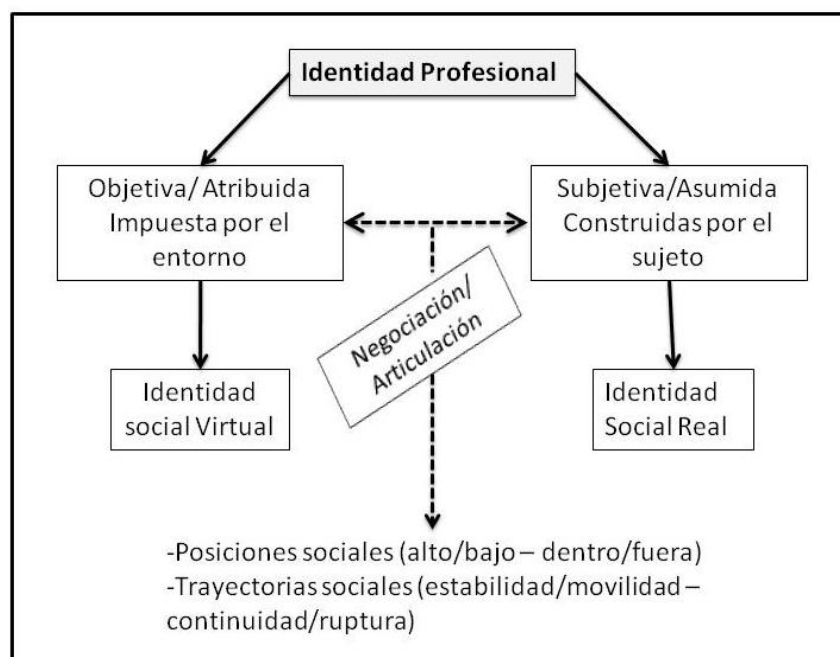 Identidad Profesional
Objetiva/ Atribuida
Impuesta por el
entorno
Subjetiva/Asumida
Construidas por el
sujeto
Negociación/
Articulación
Identidad
social Virtual
Identidad
Social Real
-Posiciones sociales (alto/bajo – dentro/fuera)
-Trayectorias sociales (estabilidad/movilidad –
continuidad/ruptura)